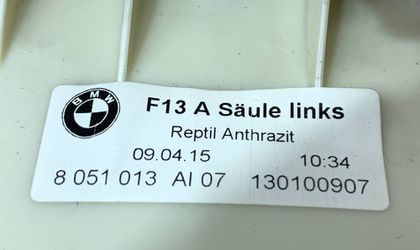 BMW
F13 A Säule links
Reptil Anthrazit
09.04.15 10:34
8 051 013 AI 07 130100907